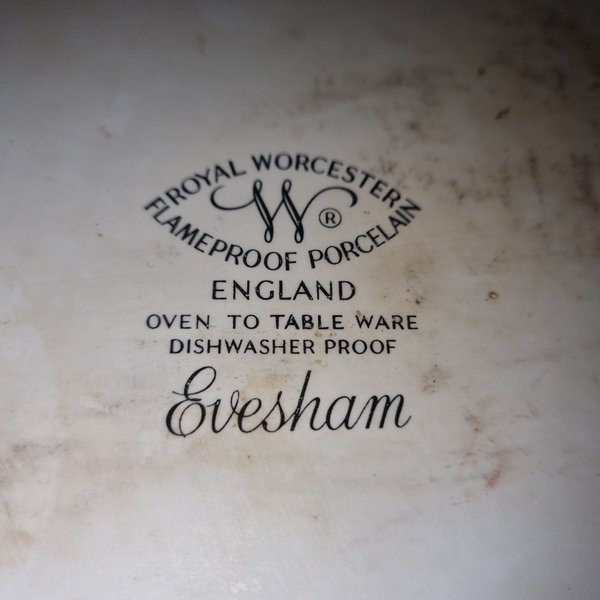 ROYAL WORCESTER
W ®
FLAMEPROOF PORCELAIN
ENGLAND
OVEN TO TABLE WARE
DISHWASHER PROOF
Evesham